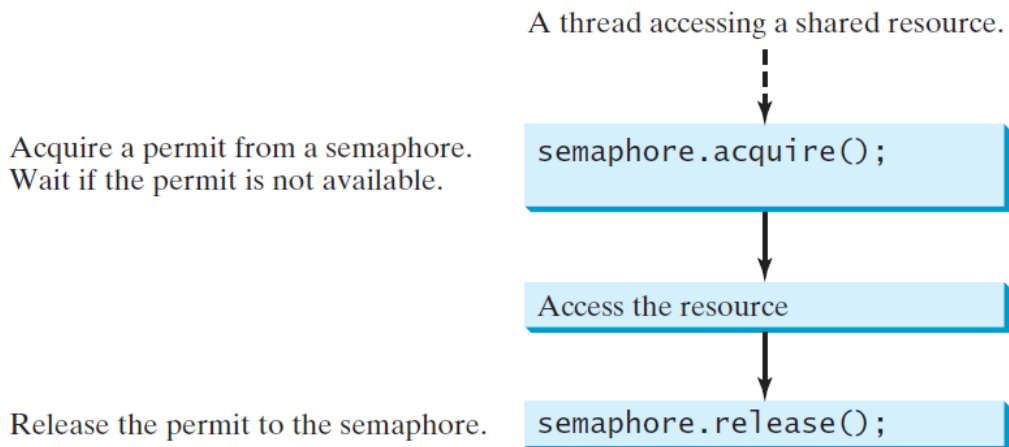 A thread accessing a shared resource.
Acquire a permit from a semaphore.
Wait if the permit is not available.
semaphore.acquire();
Access the resource
Release the permit to the semaphore.
semaphore.release();